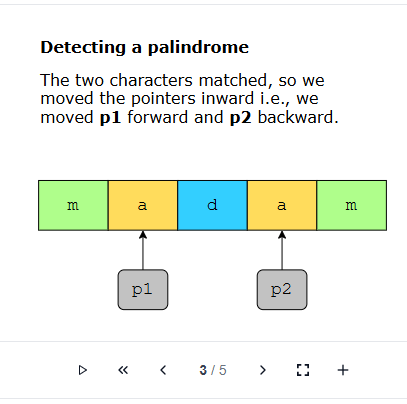 Detecting a palindrome
The two characters matched, so we
moved the pointers inward i.e., we
moved p1 forward and p2 backward.
m a d a m
p1 p2
3 / 5